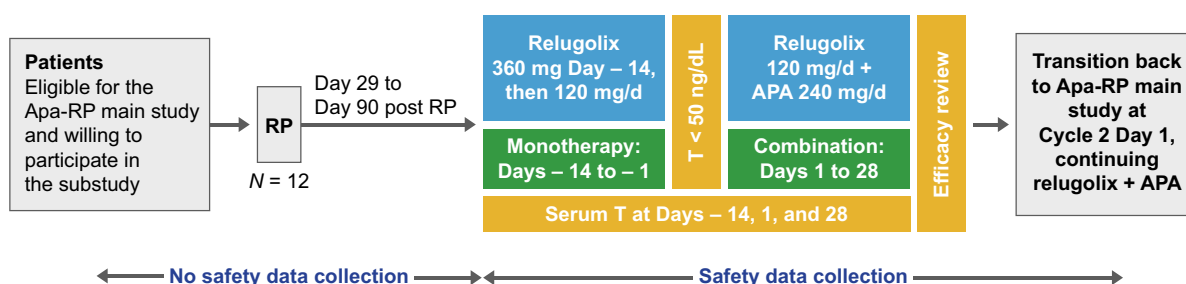 Patients
Eligible for the
Apa-RP main study
and willing to
participate in
the substudy
RP
N = 12
Day 29 to
Day 90 post RP
Relugolix
360 mg Day – 14,
then 120 mg/d
Monotherapy:
Days – 14 to – 1
T < 50 ng/dL
Relugolix
120 mg/d +
APA 240 mg/d
Combination:
Days 1 to 28
Serum T at Days – 14, 1, and 28
Efficacy review
Transition back
to Apa-RP main
study at
Cycle 2 Day 1,
continuing
relugolix + APA
No safety data collection
Safety data collection